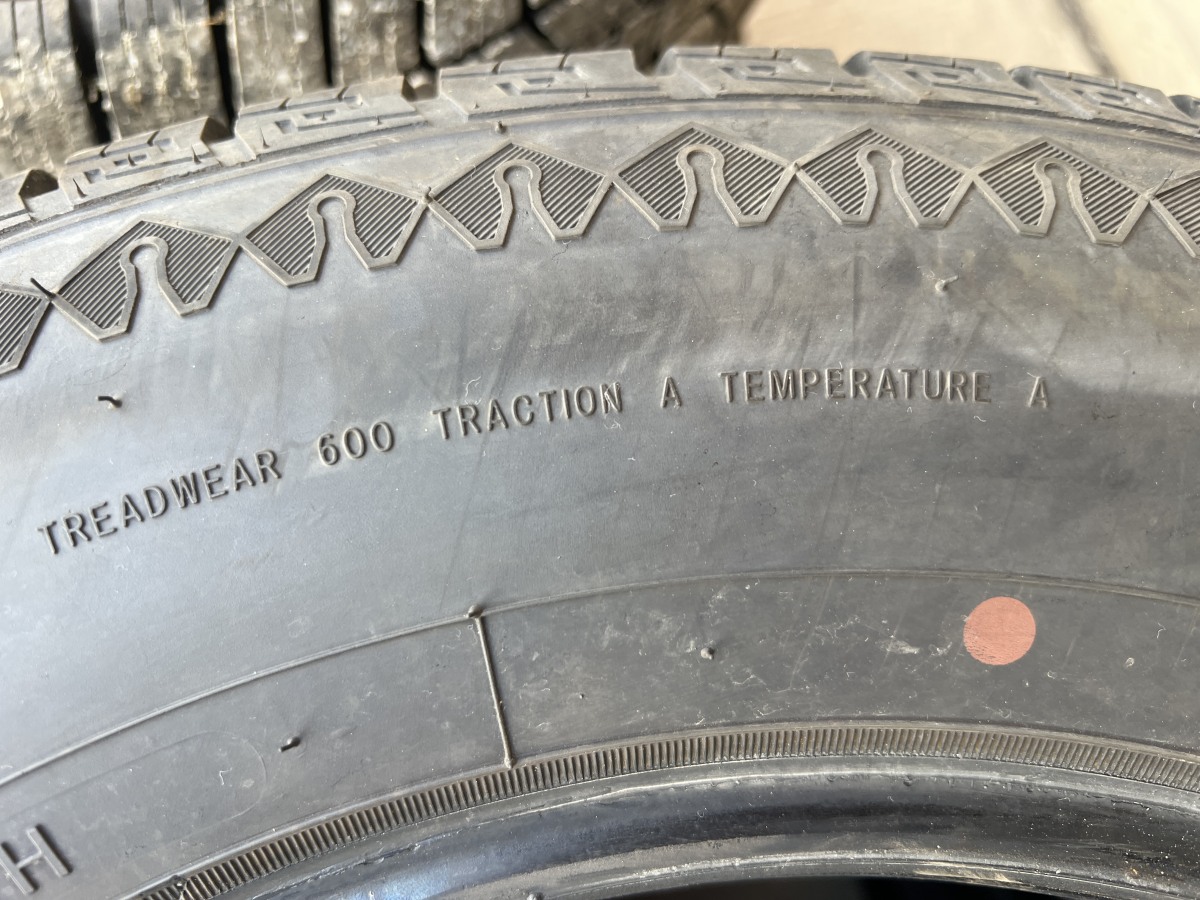 TREADWEAR 600 TRACTION A TEMPERATURE A
H